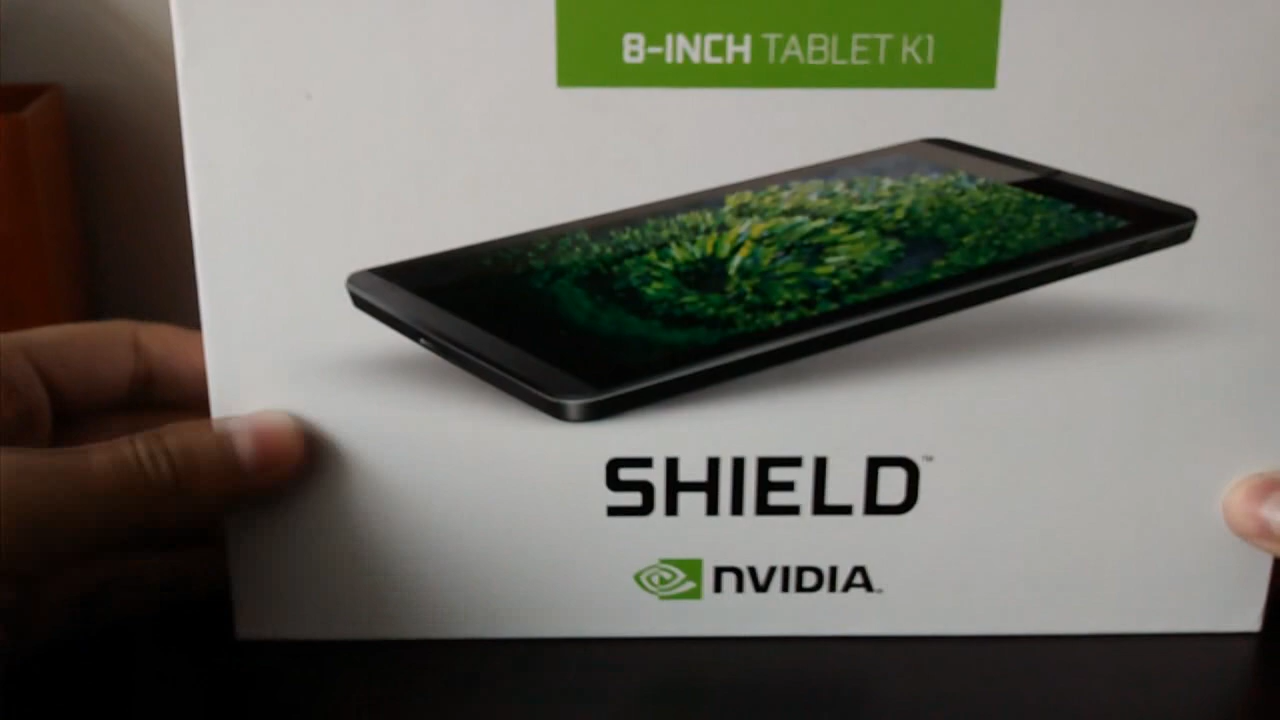 8-INCH TABLET K1
SHIELD™
NVIDIA.